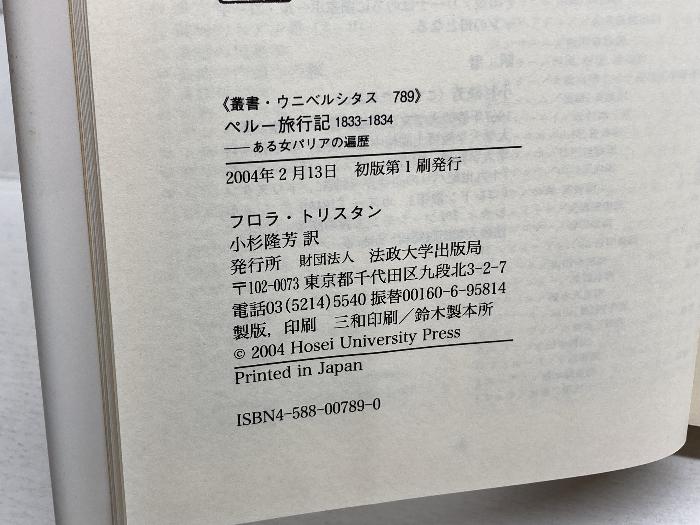 《叢書・ウニベルシタス 789》
ペルー旅行記 1833-1834
──ある女パリアの遍歴
2004年2月13日 初版第1刷発行
フロラ・トリスタン
小杉隆芳 訳
発行所 財団法人 法政大学出版局
〒102-0073 東京都千代田区九段北3-2-7
電話03(5214)5540 振替00160-6-95814
製版，印刷 三和印刷／鈴木製本所
© 2004 Hosei University Press
Printed in Japan
ISBN4-588-00789-0